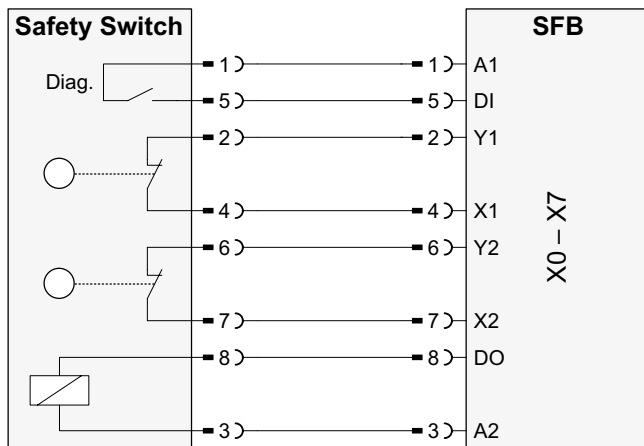 Safety Switch SFB
1 1 A1
Diag.
5 5 DI
2 2 Y1
4 4 X1
6 6 Y2
X0 – X7
7 7 X2
8 8 DO
3 3 A2